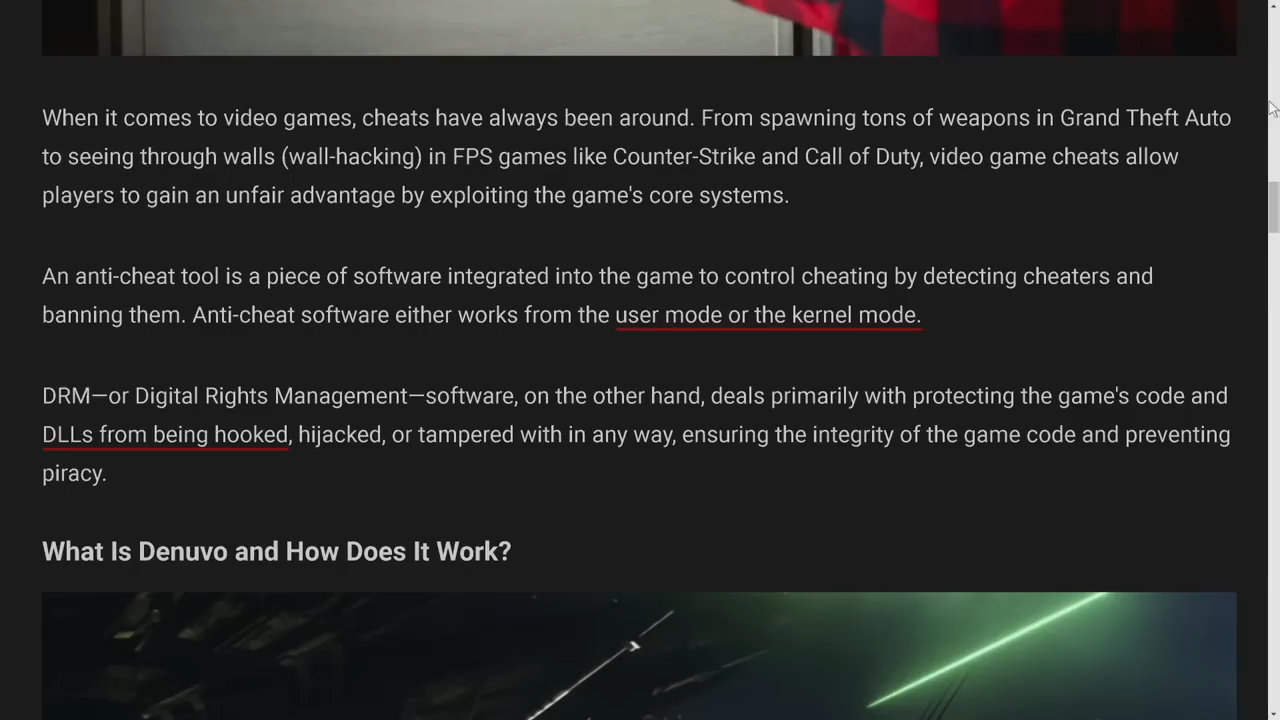 When it comes to video games, cheats have always been around. From spawning tons of weapons in Grand Theft Auto
to seeing through walls (wall-hacking) in FPS games like Counter-Strike and Call of Duty, video game cheats allow
players to gain an unfair advantage by exploiting the game's core systems.
An anti-cheat tool is a piece of software integrated into the game to control cheating by detecting cheaters and
banning them. Anti-cheat software either works from the user mode or the kernel mode.
DRM—or Digital Rights Management—software, on the other hand, deals primarily with protecting the game's code and
DLLs from being hooked, hijacked, or tampered with in any way, ensuring the integrity of the game code and preventing
piracy.
What Is Denuvo and How Does It Work?